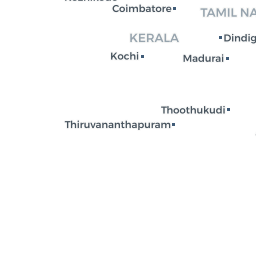 Coimbatore
TAMIL NA
KERALA
Dindig
Kochi
Madurai
Thoothukudi
Thiruvananthapuram